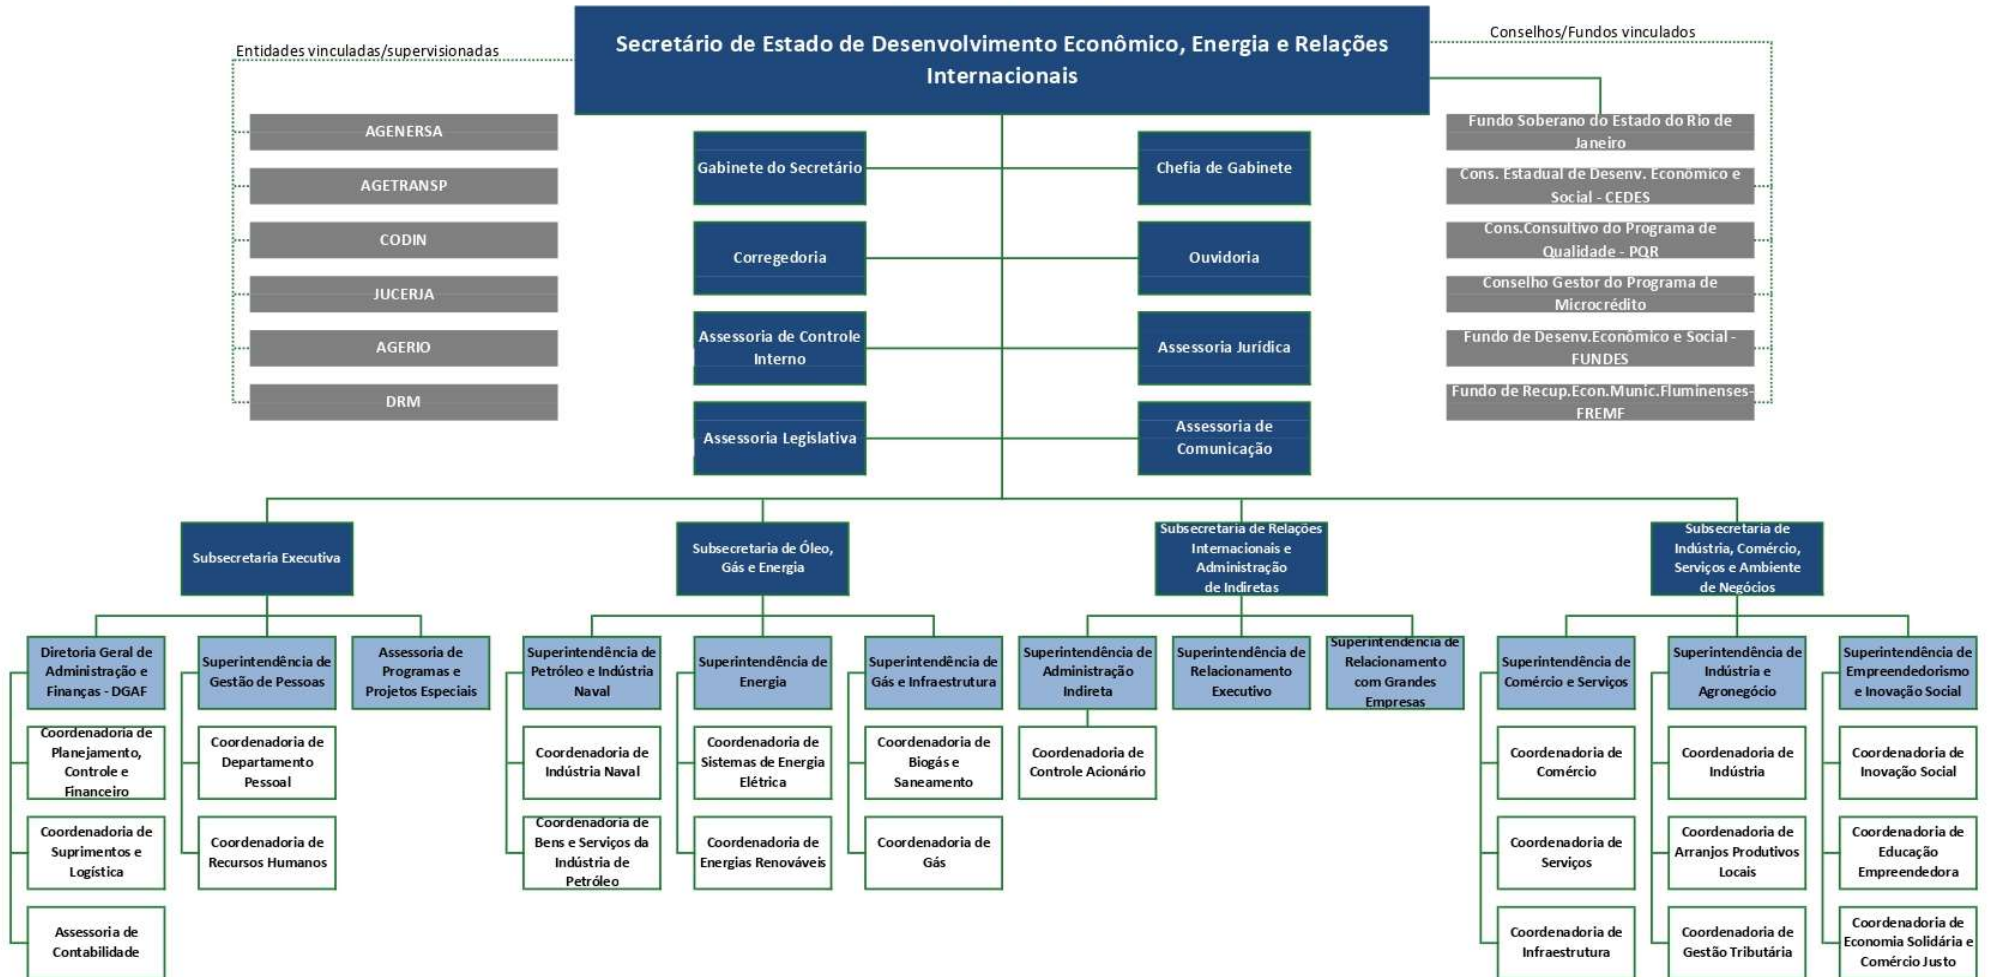 Secretário de Estado de Desenvolvimento Econômico, Energia e Relações
Internacionais
Entidades vinculadas/supervisionadas
Conselhos/Fundos vinculados
AGENERSA
AGETRANSP
CODIN
JUCERJA
AGERIO
DRM
Gabinete do Secretário
Chefia de Gabinete
Corregedoria
Ouvidoria
Assessoria de Controle
Interno
Assessoria Jurídica
Assessoria Legislativa
Assessoria de
Comunicação
Fundo Soberano do Estado do Rio de
Janeiro
Cons. Estadual de Desenv. Econômico e
Social - CEDES
Cons.Consultivo do Programa de
Qualidade - PQR
Conselho Gestor do Programa de
Microcrédito
Fundo de Desenv.Econômico e Social -
FUNDES
Fundo de Recup.Econ.Munic.Fluminenses-
FREMF
Subsecretaria Executiva
Subsecretaria de Óleo,
Gás e Energia
Subsecretaria de Relações
Internacionais e
Administração
de Indiretas
Subsecretaria de
Indústria, Comércio,
Serviços e Ambiente
de Negócios
Diretoria Geral de
Administração e
Finanças - DGAF
Superintendência de
Gestão de Pessoas
Assessoria de
Programas e
Projetos Especiais
Superintendência de
Petróleo e Indústria
Naval
Superintendência de
Energia
Superintendência de
Gás e Infraestrutura
Superintendência de
Administração
Indireta
Superintendência de
Relacionamento
Executivo
Superintendência de
Relacionamento
com Grandes
Empresas
Superintendência de
Comércio e Serviços
Superintendência de
Indústria e
Agronegócio
Superintendência de
Empreendedorismo
e Inovação Social
Coordenadoria de
Planejamento,
Controle e
Financeiro
Coordenadoria de
Departamento
Pessoal
Coordenadoria de
Indústria Naval
Coordenadoria de
Sistemas de Energia
Elétrica
Coordenadoria de
Biogás e
Saneamento
Coordenadoria de
Controle Acionário
Coordenadoria de
Comércio
Coordenadoria de
Indústria
Coordenadoria de
Inovação Social
Coordenadoria de
Suprimentos e
Logística
Coordenadoria de
Recursos Humanos
Coordenadoria de
Bens e Serviços da
Indústria de
Petróleo
Coordenadoria de
Energias Renováveis
Coordenadoria de
Gás
Coordenadoria de
Serviços
Coordenadoria de
Arranjos Produtivos
Locais
Coordenadoria de
Educação
Empreendedora
Assessoria de
Contabilidade
Coordenadoria de
Infraestrutura
Coordenadoria de
Gestão Tributária
Coordenadoria de
Economia Solidária e
Comércio Justo